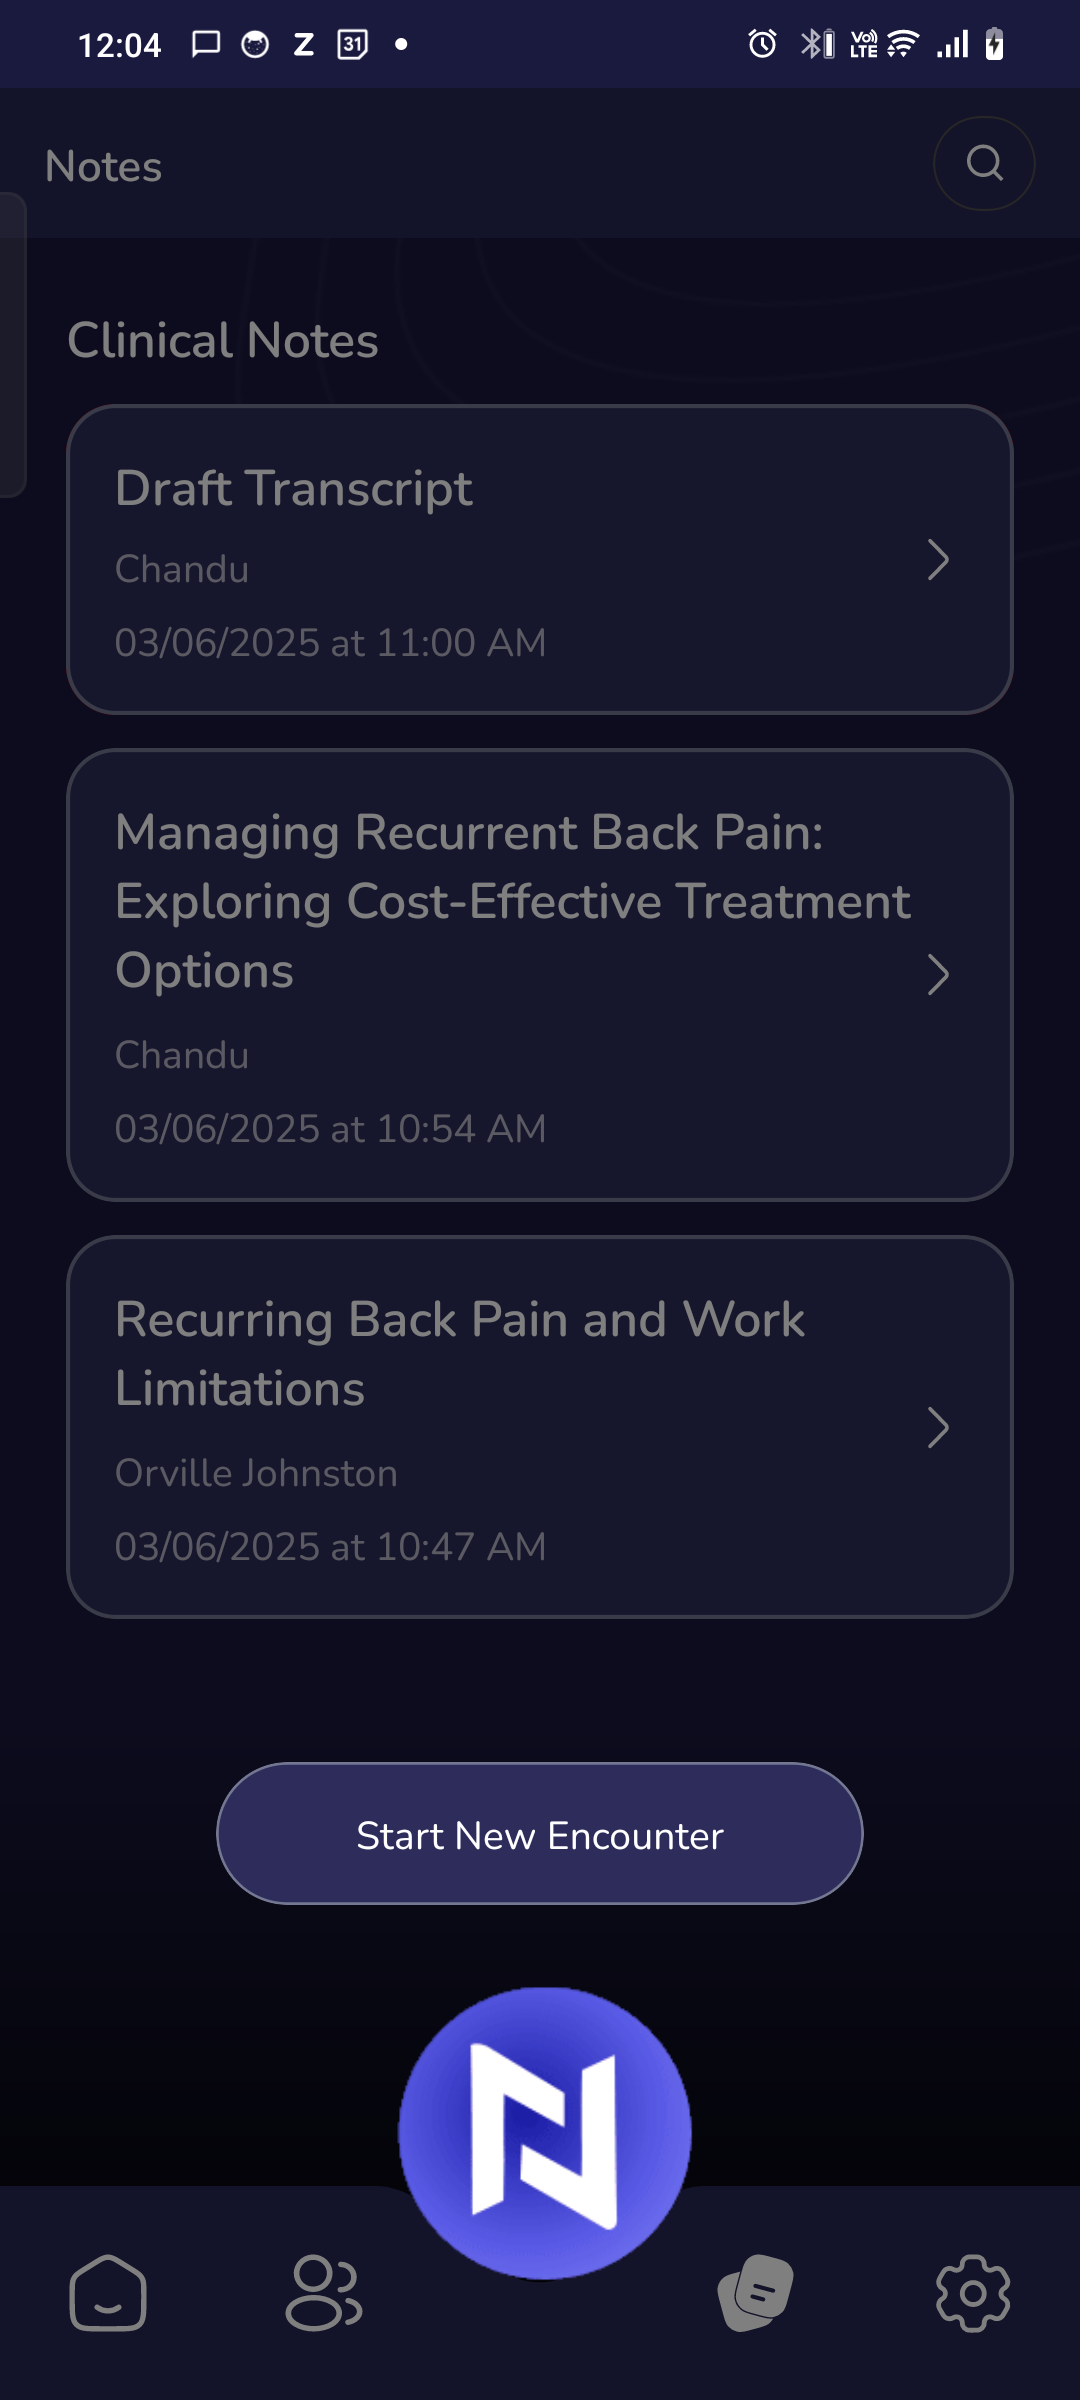 12:04
Z
31
Vo)) LTE
Notes
Clinical Notes
Draft Transcript
Chandu
03/06/2025 at 11:00 AM
Managing Recurrent Back Pain:
Exploring Cost-Effective Treatment
Options
Chandu
03/06/2025 at 10:54 AM
Recurring Back Pain and Work
Limitations
Orville Johnston
03/06/2025 at 10:47 AM
Start New Encounter
N